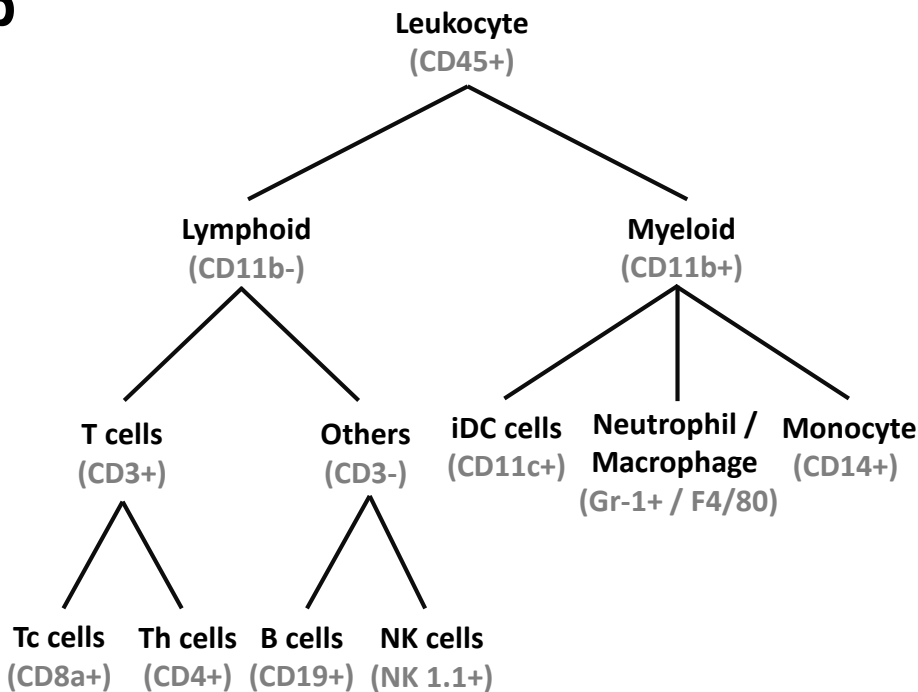 b
Leukocyte
(CD45+)
Lymphoid
(CD11b-)
Myeloid
(CD11b+)
T cells
(CD3+)
Others
(CD3-)
iDC cells
(CD11c+)
Neutrophil /
Macrophage
(Gr-1+ / F4/80)
Monocyte
(CD14+)
Tc cells
(CD8a+)
Th cells
(CD4+)
B cells
(CD19+)
NK cells
(NK 1.1+)